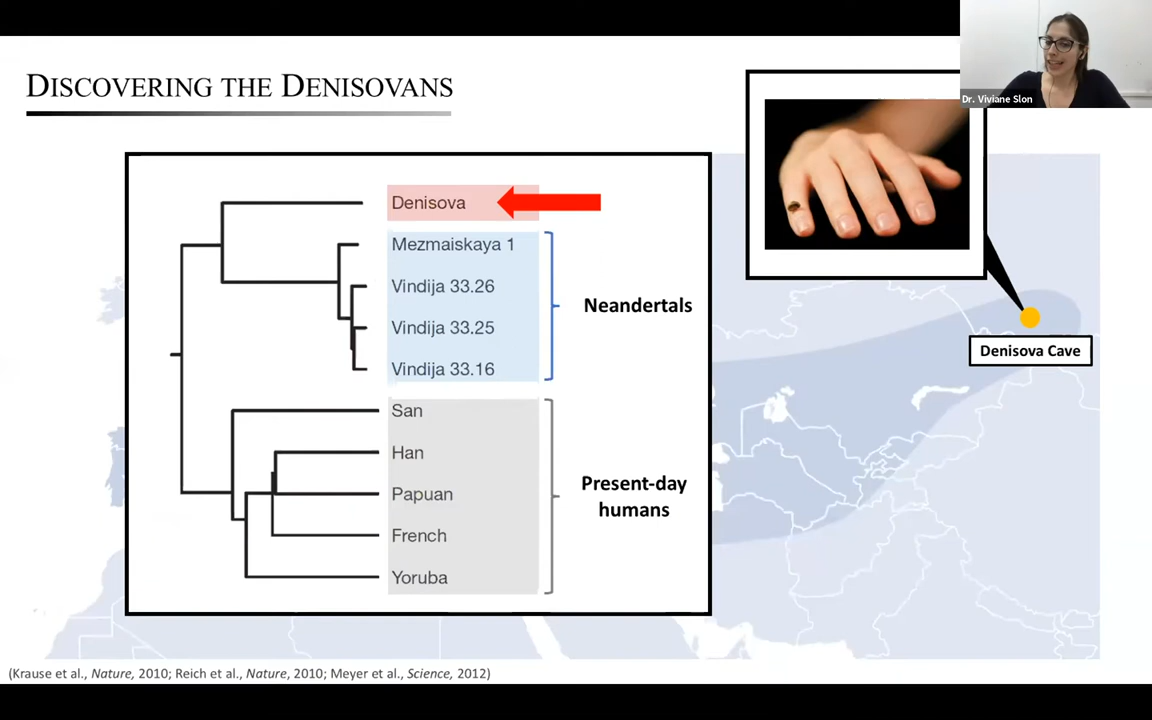 DISCOVERING THE DENISOVANS
Dr. Viviane Slon
Denisova
Mezmaiskaya 1
Vindija 33.26
Vindija 33.25
Vindija 33.16
Neandertals
San
Han
Papuan
French
Yoruba
Present-day
humans
Denisova Cave
(Krause et al., Nature, 2010; Reich et al., Nature, 2010; Meyer et al., Science, 2012)